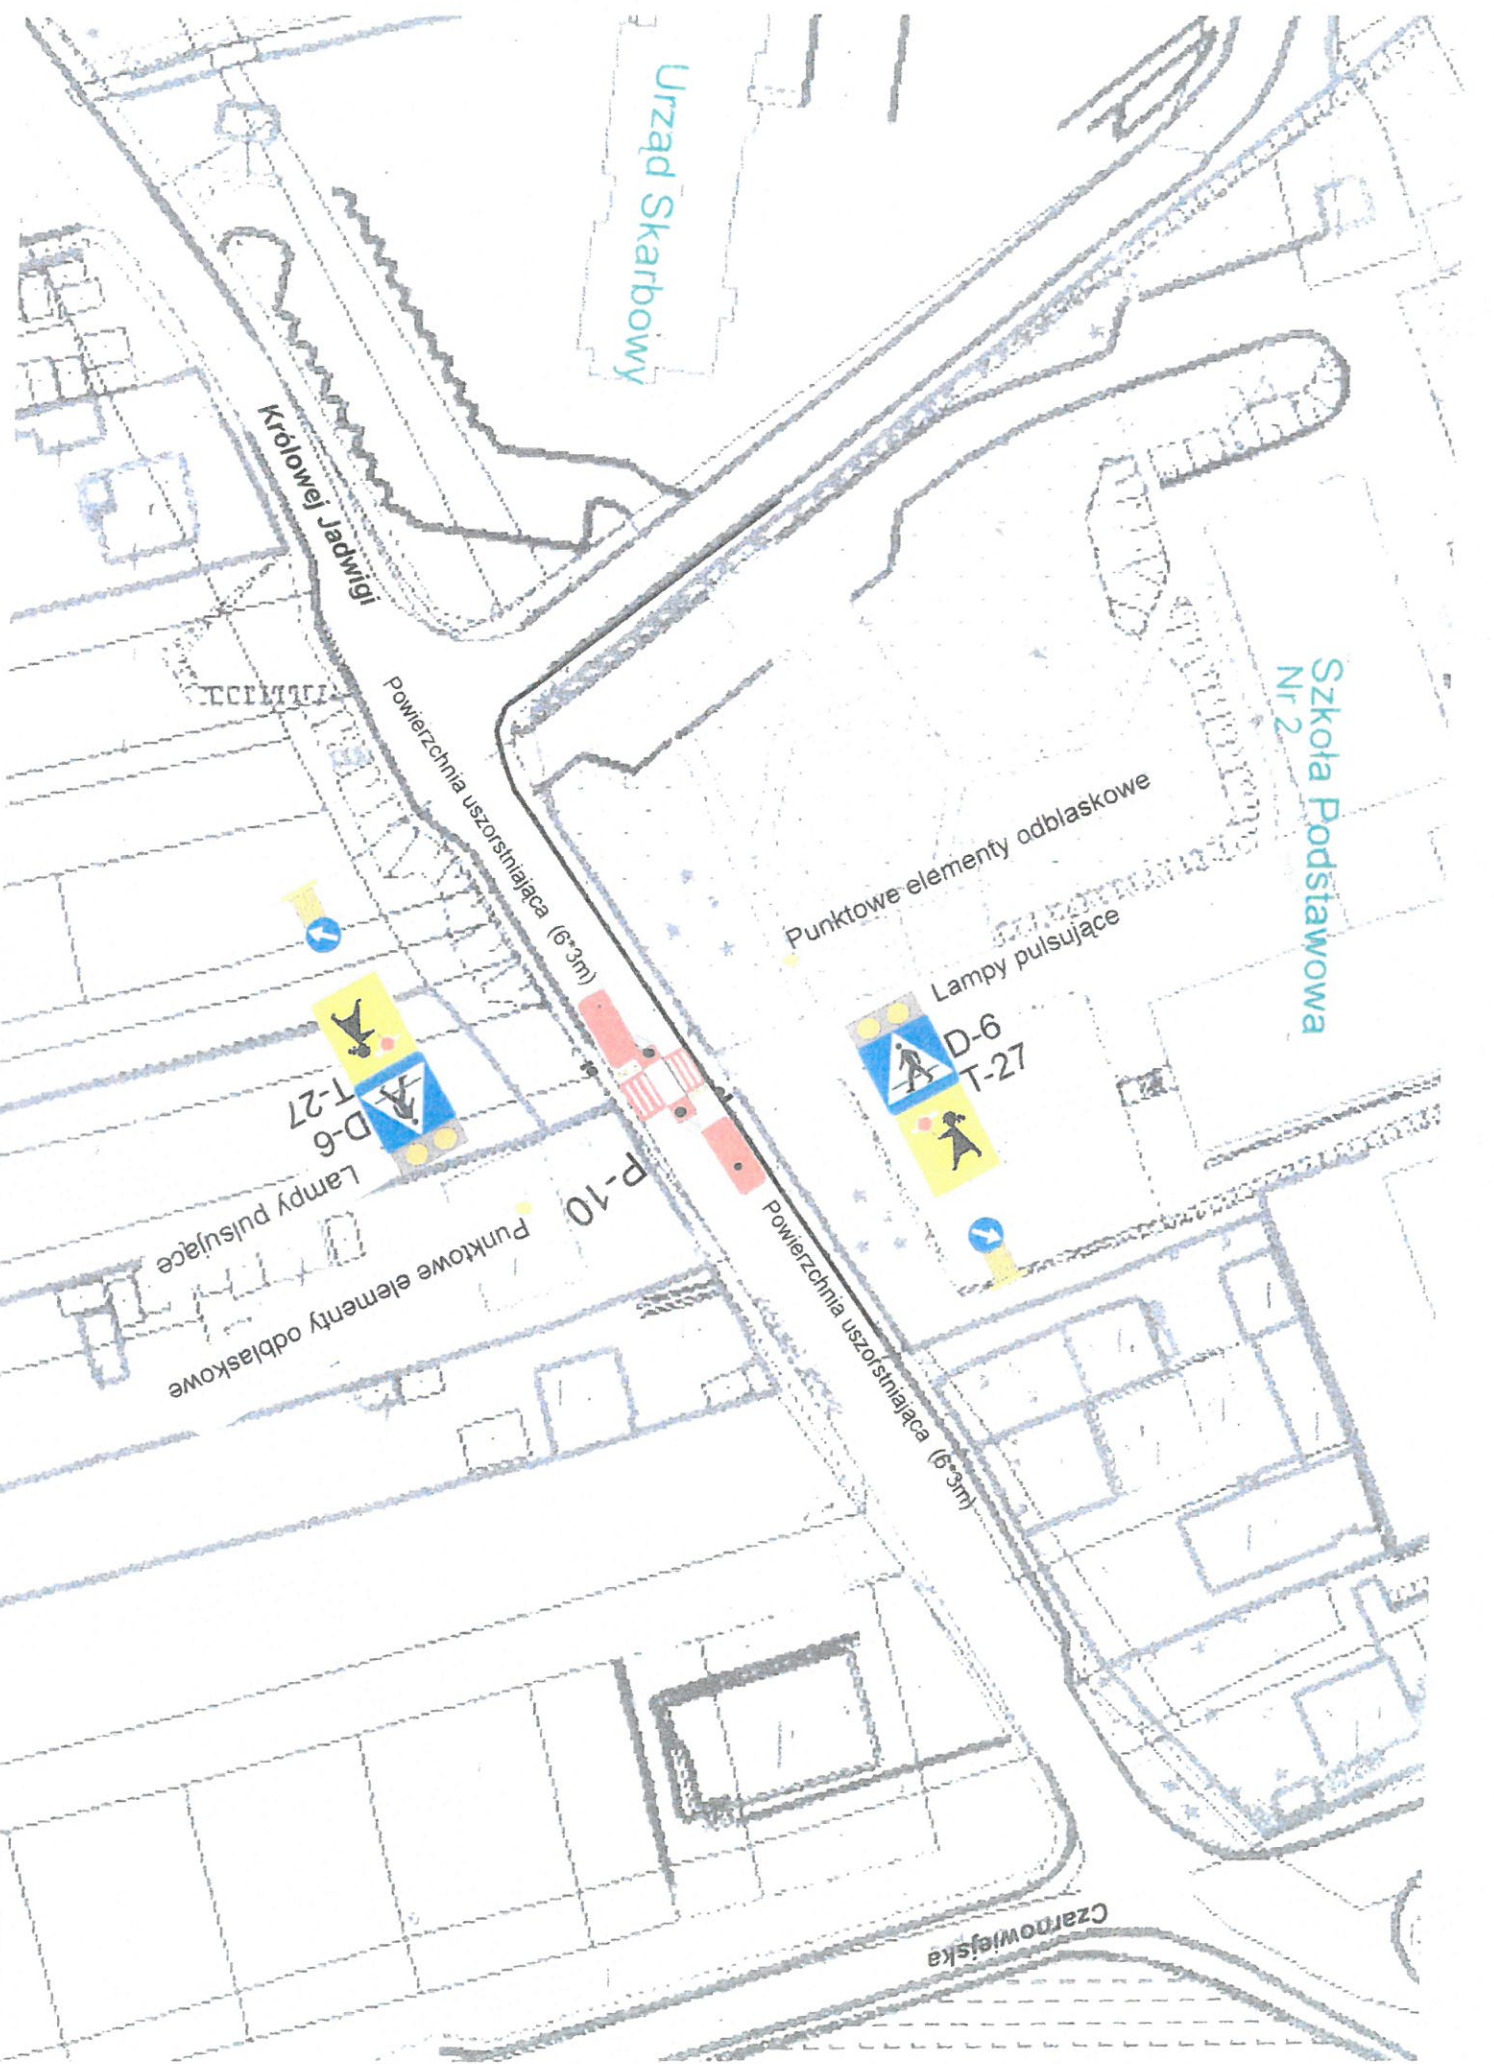 Urząd Skarbowy
Królowej Jadwigi
Szkoła Podstawowa
Nr 2
Powierzchnia uszorstniająca (6*3m)
Punktowe elementy odblaskowe
Lampy pulsujące
D-6
T-27
T-27
D-6
Lampy pulsujące
Punktowe elementy odblaskowe
P-10
Powierzchnia uszorstniająca (6*3m)
Czarnowiejska